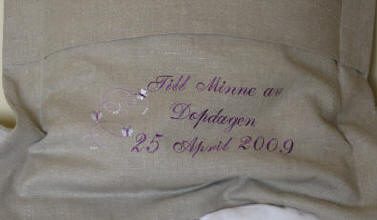 Till Minne av
Dopdagen
25 April 2009